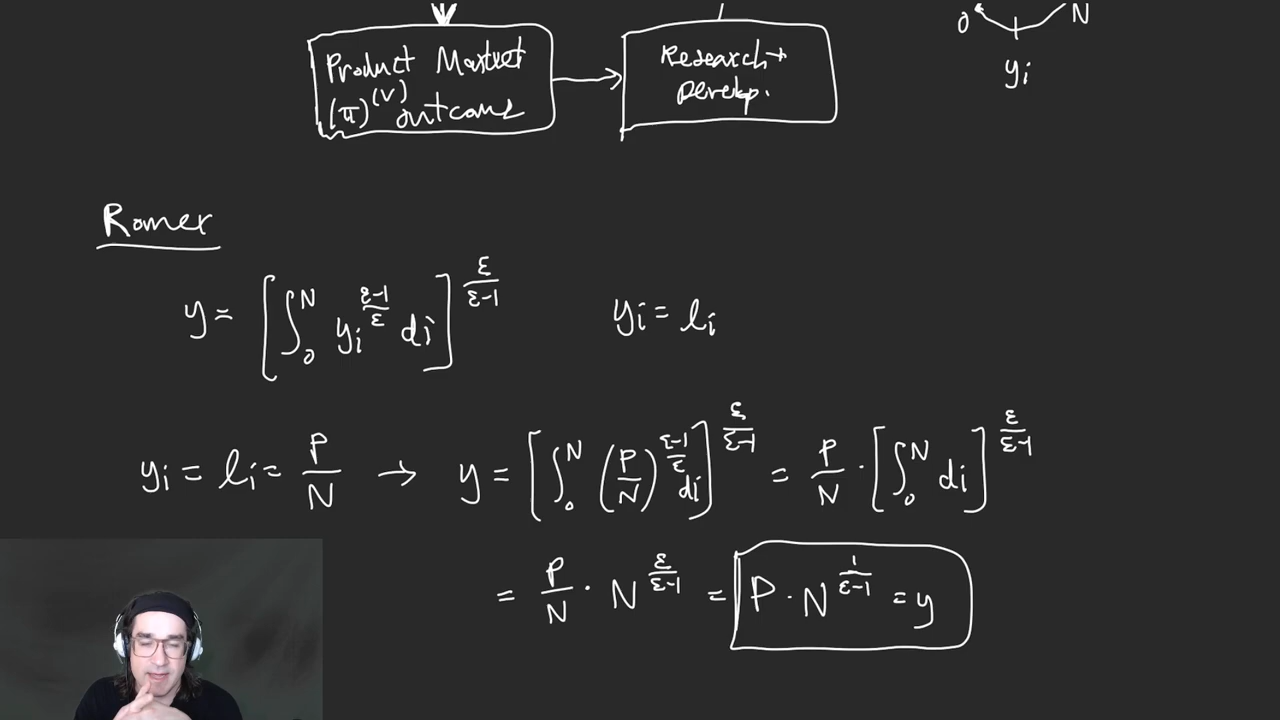 Product Market
(π)(v) outcome
Research +
Develop.
0 N
yi
Romer
y = [∫₀ᴺ yi^((ε-1)/ε) di]^(ε/(ε-1))
yi = li
yi = li = P/N → y = [∫₀ᴺ (P/N)^((ε-1)/ε) di]^(ε/(ε-1)) = P/N · [∫₀ᴺ di]^(ε/(ε-1))
= P/N · N^(ε/(ε-1)) = P · N^(1/(ε-1)) = y